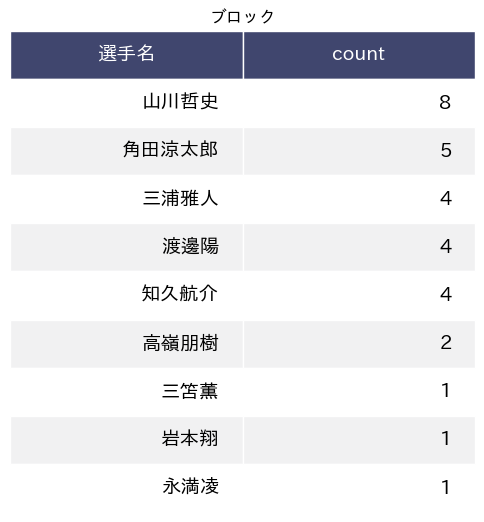 ブロック
選手名 count
山川哲史 8
角田涼太郎 5
三浦雅人 4
渡邊陽 4
知久航介 4
高嶺朋樹 2
三笘薫 1
岩本翔 1
永満凌 1